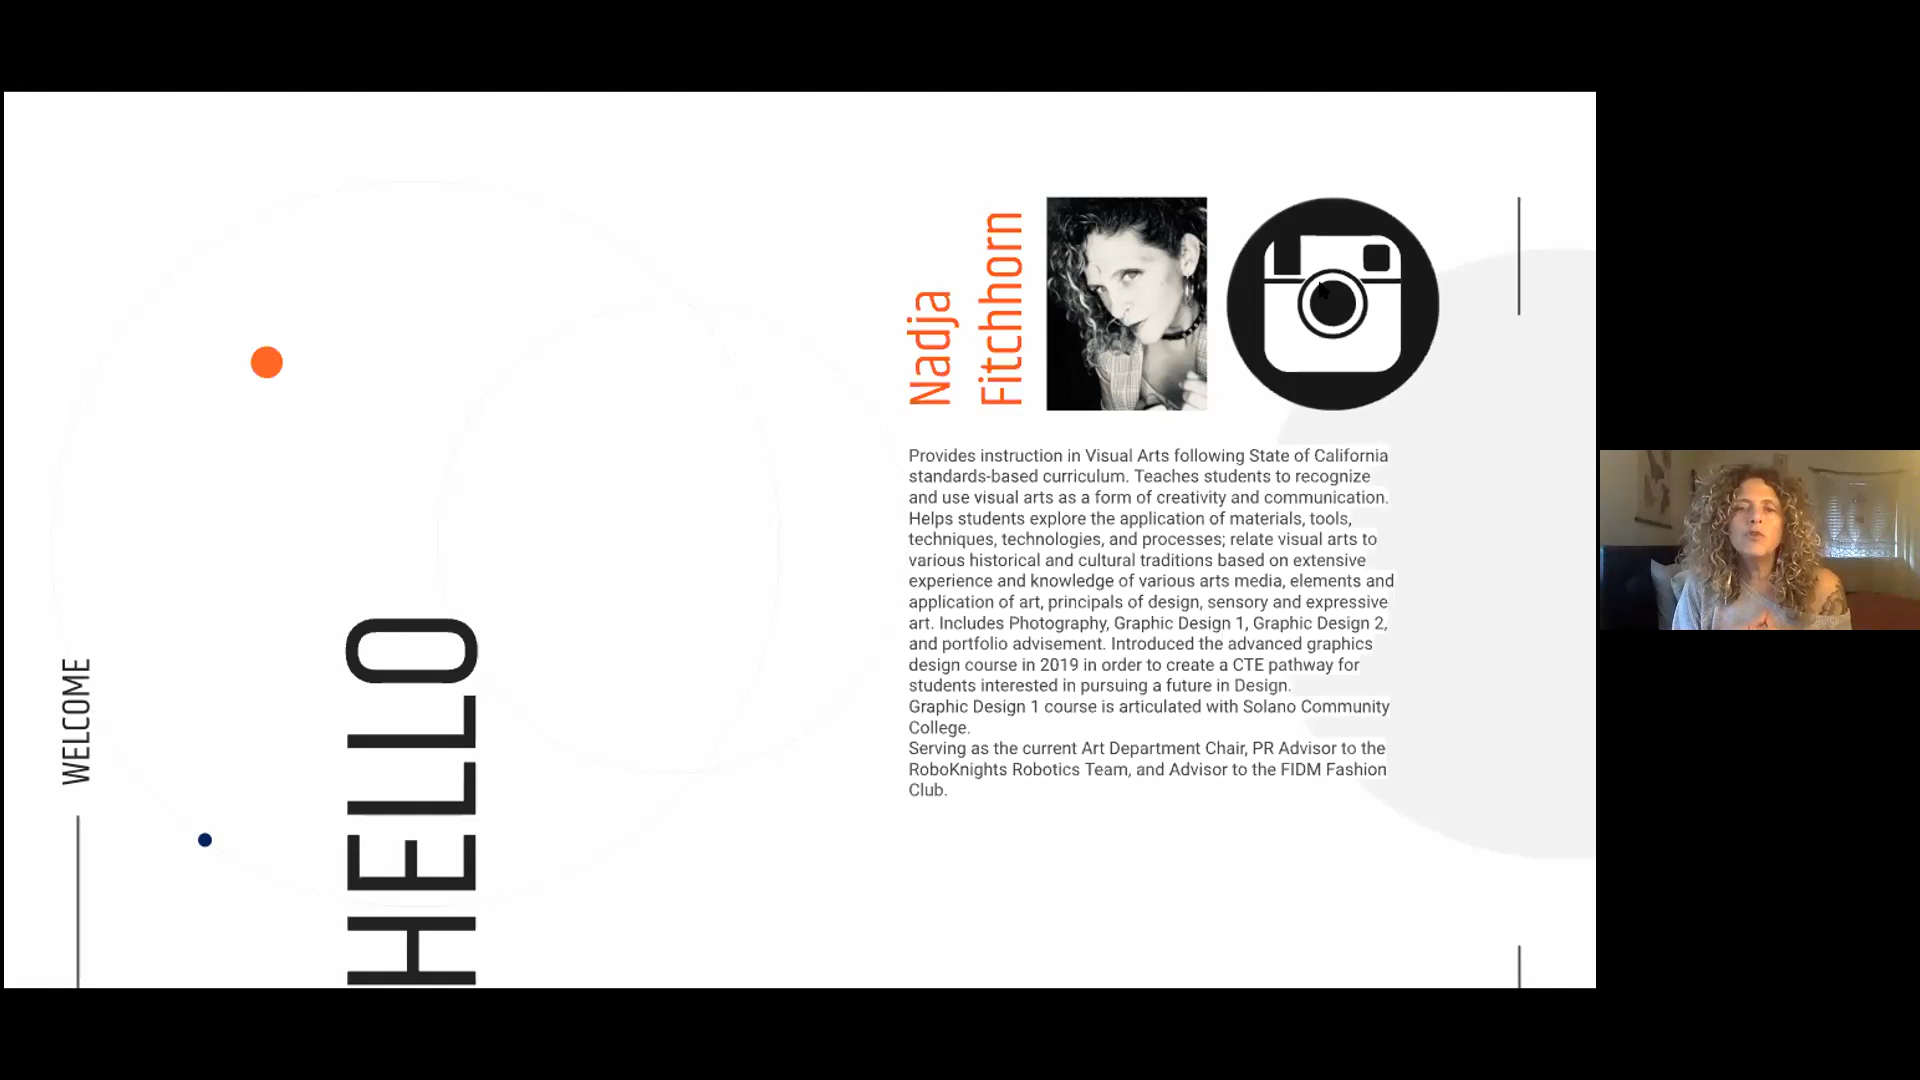 WELCOME
HELLO
Nadja
Fitchhorn
Provides instruction in Visual Arts following State of California
standards-based curriculum. Teaches students to recognize
and use visual arts as a form of creativity and communication.
Helps students explore the application of materials, tools,
techniques, technologies, and processes; relate visual arts to
various historical and cultural traditions based on extensive
experience and knowledge of various arts media, elements and
application of art, principals of design, sensory and expressive
art. Includes Photography, Graphic Design 1, Graphic Design 2,
and portfolio advisement. Introduced the advanced graphics
design course in 2019 in order to create a CTE pathway for
students interested in pursuing a future in Design.
Graphic Design 1 course is articulated with Solano Community
College.
Serving as the current Art Department Chair, PR Advisor to the
RoboKnights Robotics Team, and Advisor to the FIDM Fashion
Club.